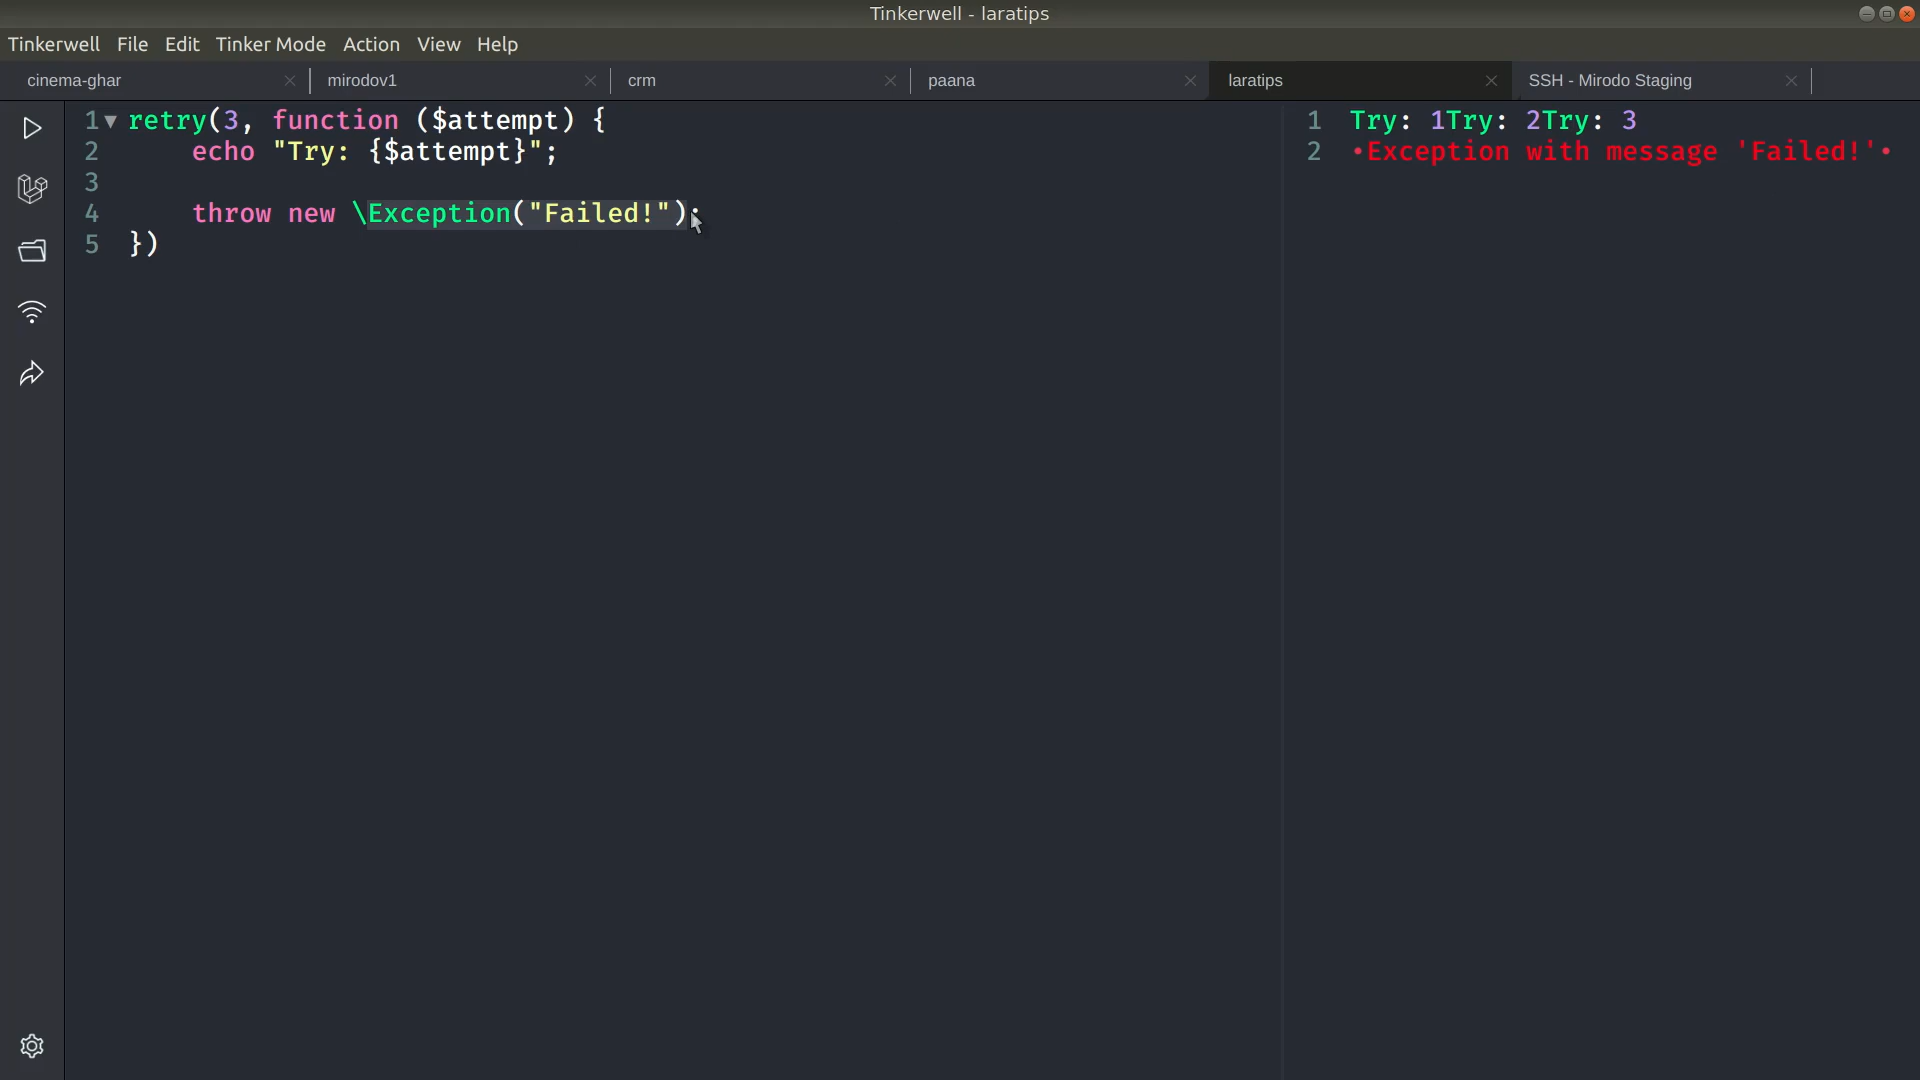 Tinkerwell - laratips
Tinkerwell File Edit Tinker Mode Action View Help
cinema-ghar mirodov1 crm paana laratips SSH - Mirodo Staging
1 retry(3, function ($attempt) {
2 echo "Try: {$attempt}";
3
4 throw new \Exception("Failed!");
5 })
1 Try: 1Try: 2Try: 3
2 •Exception with message 'Failed!'•